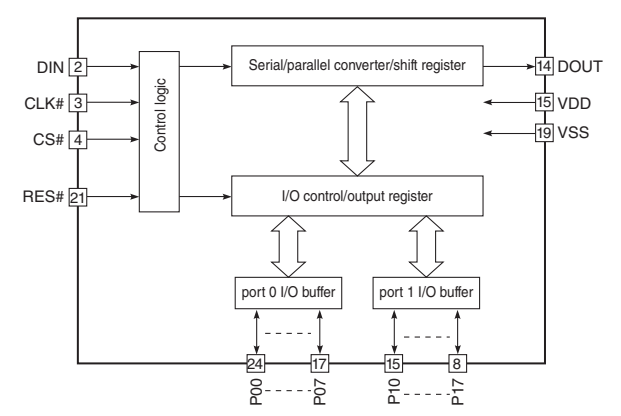 DIN 2
CLK# 3
CS# 4
RES# 21
Control logic
Serial/parallel converter/shift register
14 DOUT
15 VDD
19 VSS
I/O control/output register
port 0 I/O buffer
port 1 I/O buffer
24
17
15
8
P00
P07
P10
P17